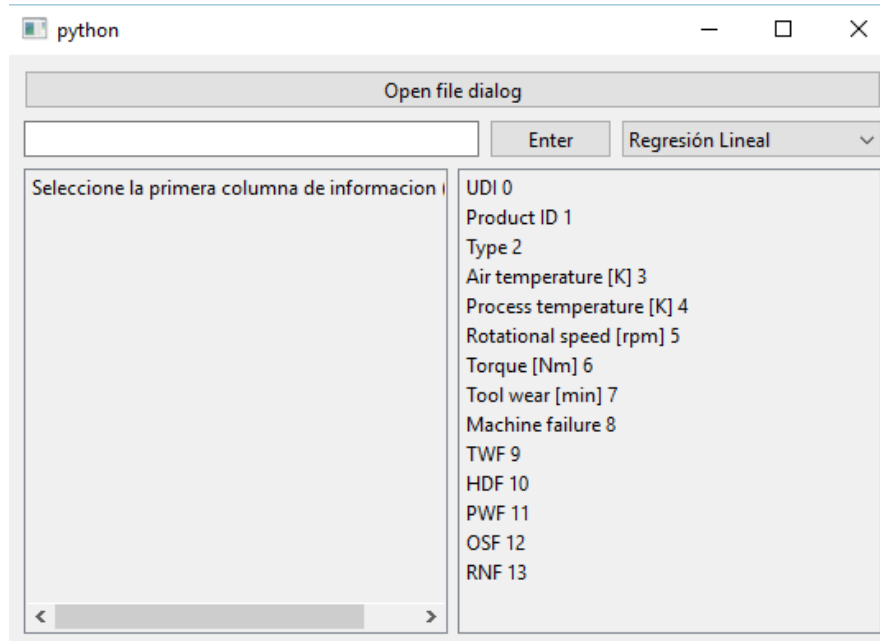 python
Open file dialog
Enter
Regresión Lineal
Seleccione la primera columna de informacion
UDI 0
Product ID 1
Type 2
Air temperature [K] 3
Process temperature [K] 4
Rotational speed [rpm] 5
Torque [Nm] 6
Tool wear [min] 7
Machine failure 8
TWF 9
HDF 10
PWF 11
OSF 12
RNF 13